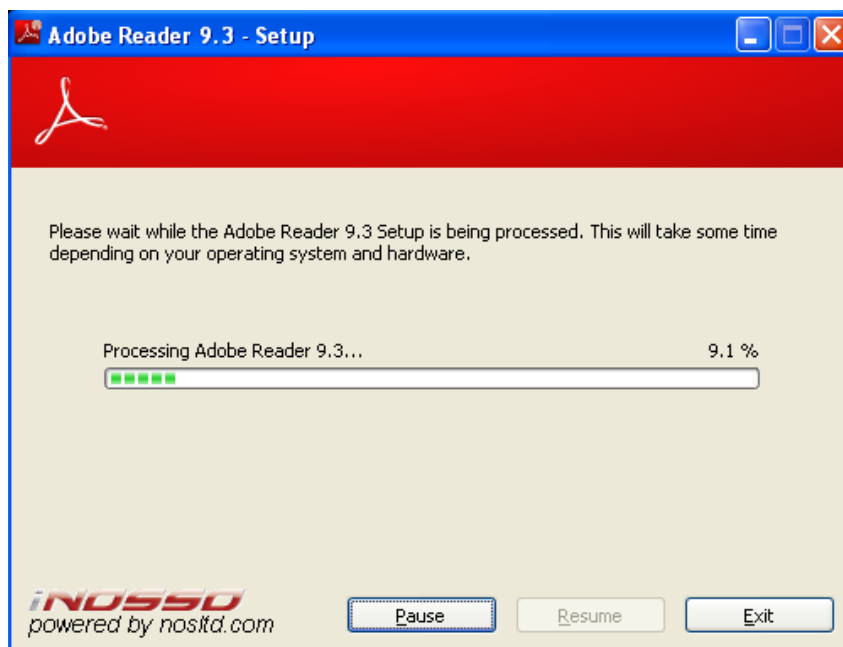 Adobe Reader 9.3 - Setup
Please wait while the Adobe Reader 9.3 Setup is being processed. This will take some time
depending on your operating system and hardware.
Processing Adobe Reader 9.3... 9.1 %
iNOSSO
powered by nosltd.com
Pause Resume Exit